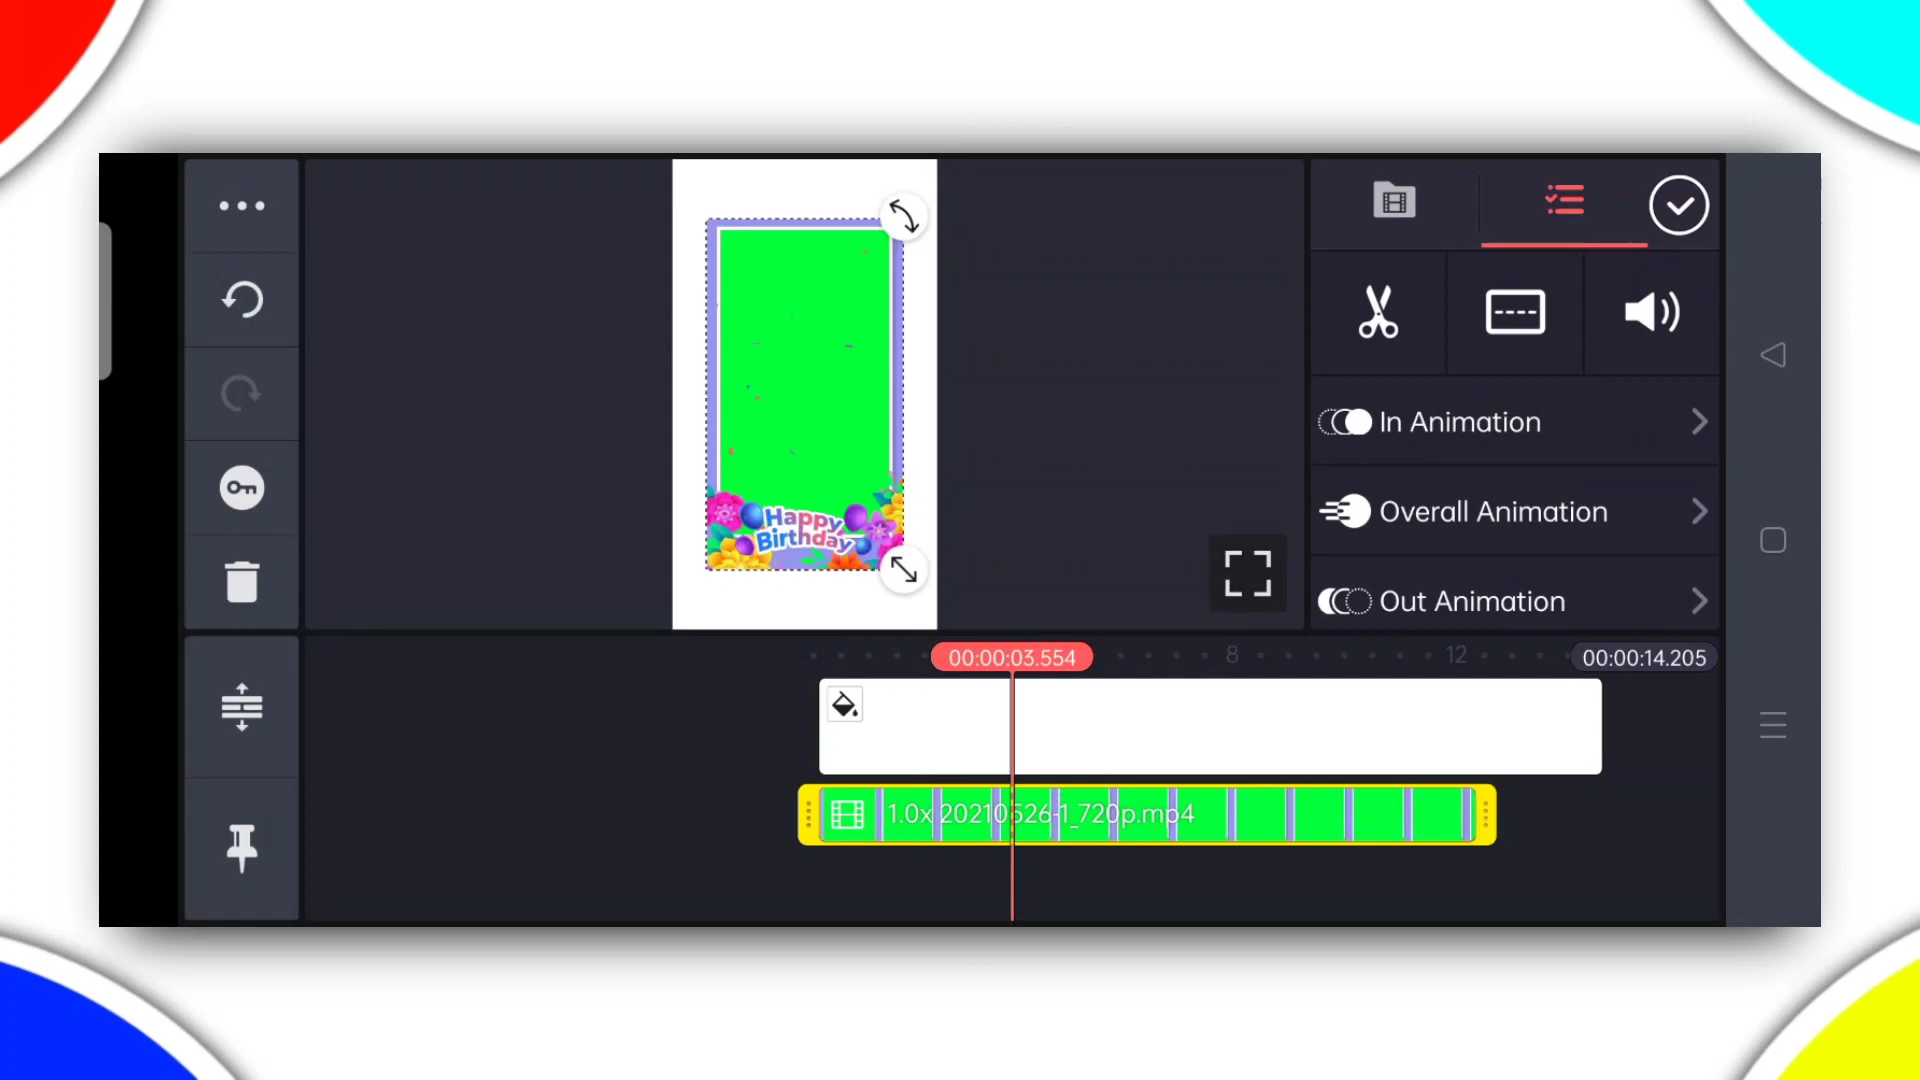 Happy
Birthday
In Animation
Overall Animation
Out Animation
00:00:03.554
8
12
00:00:14.205
1.0x 20210526-1_720p.mp4